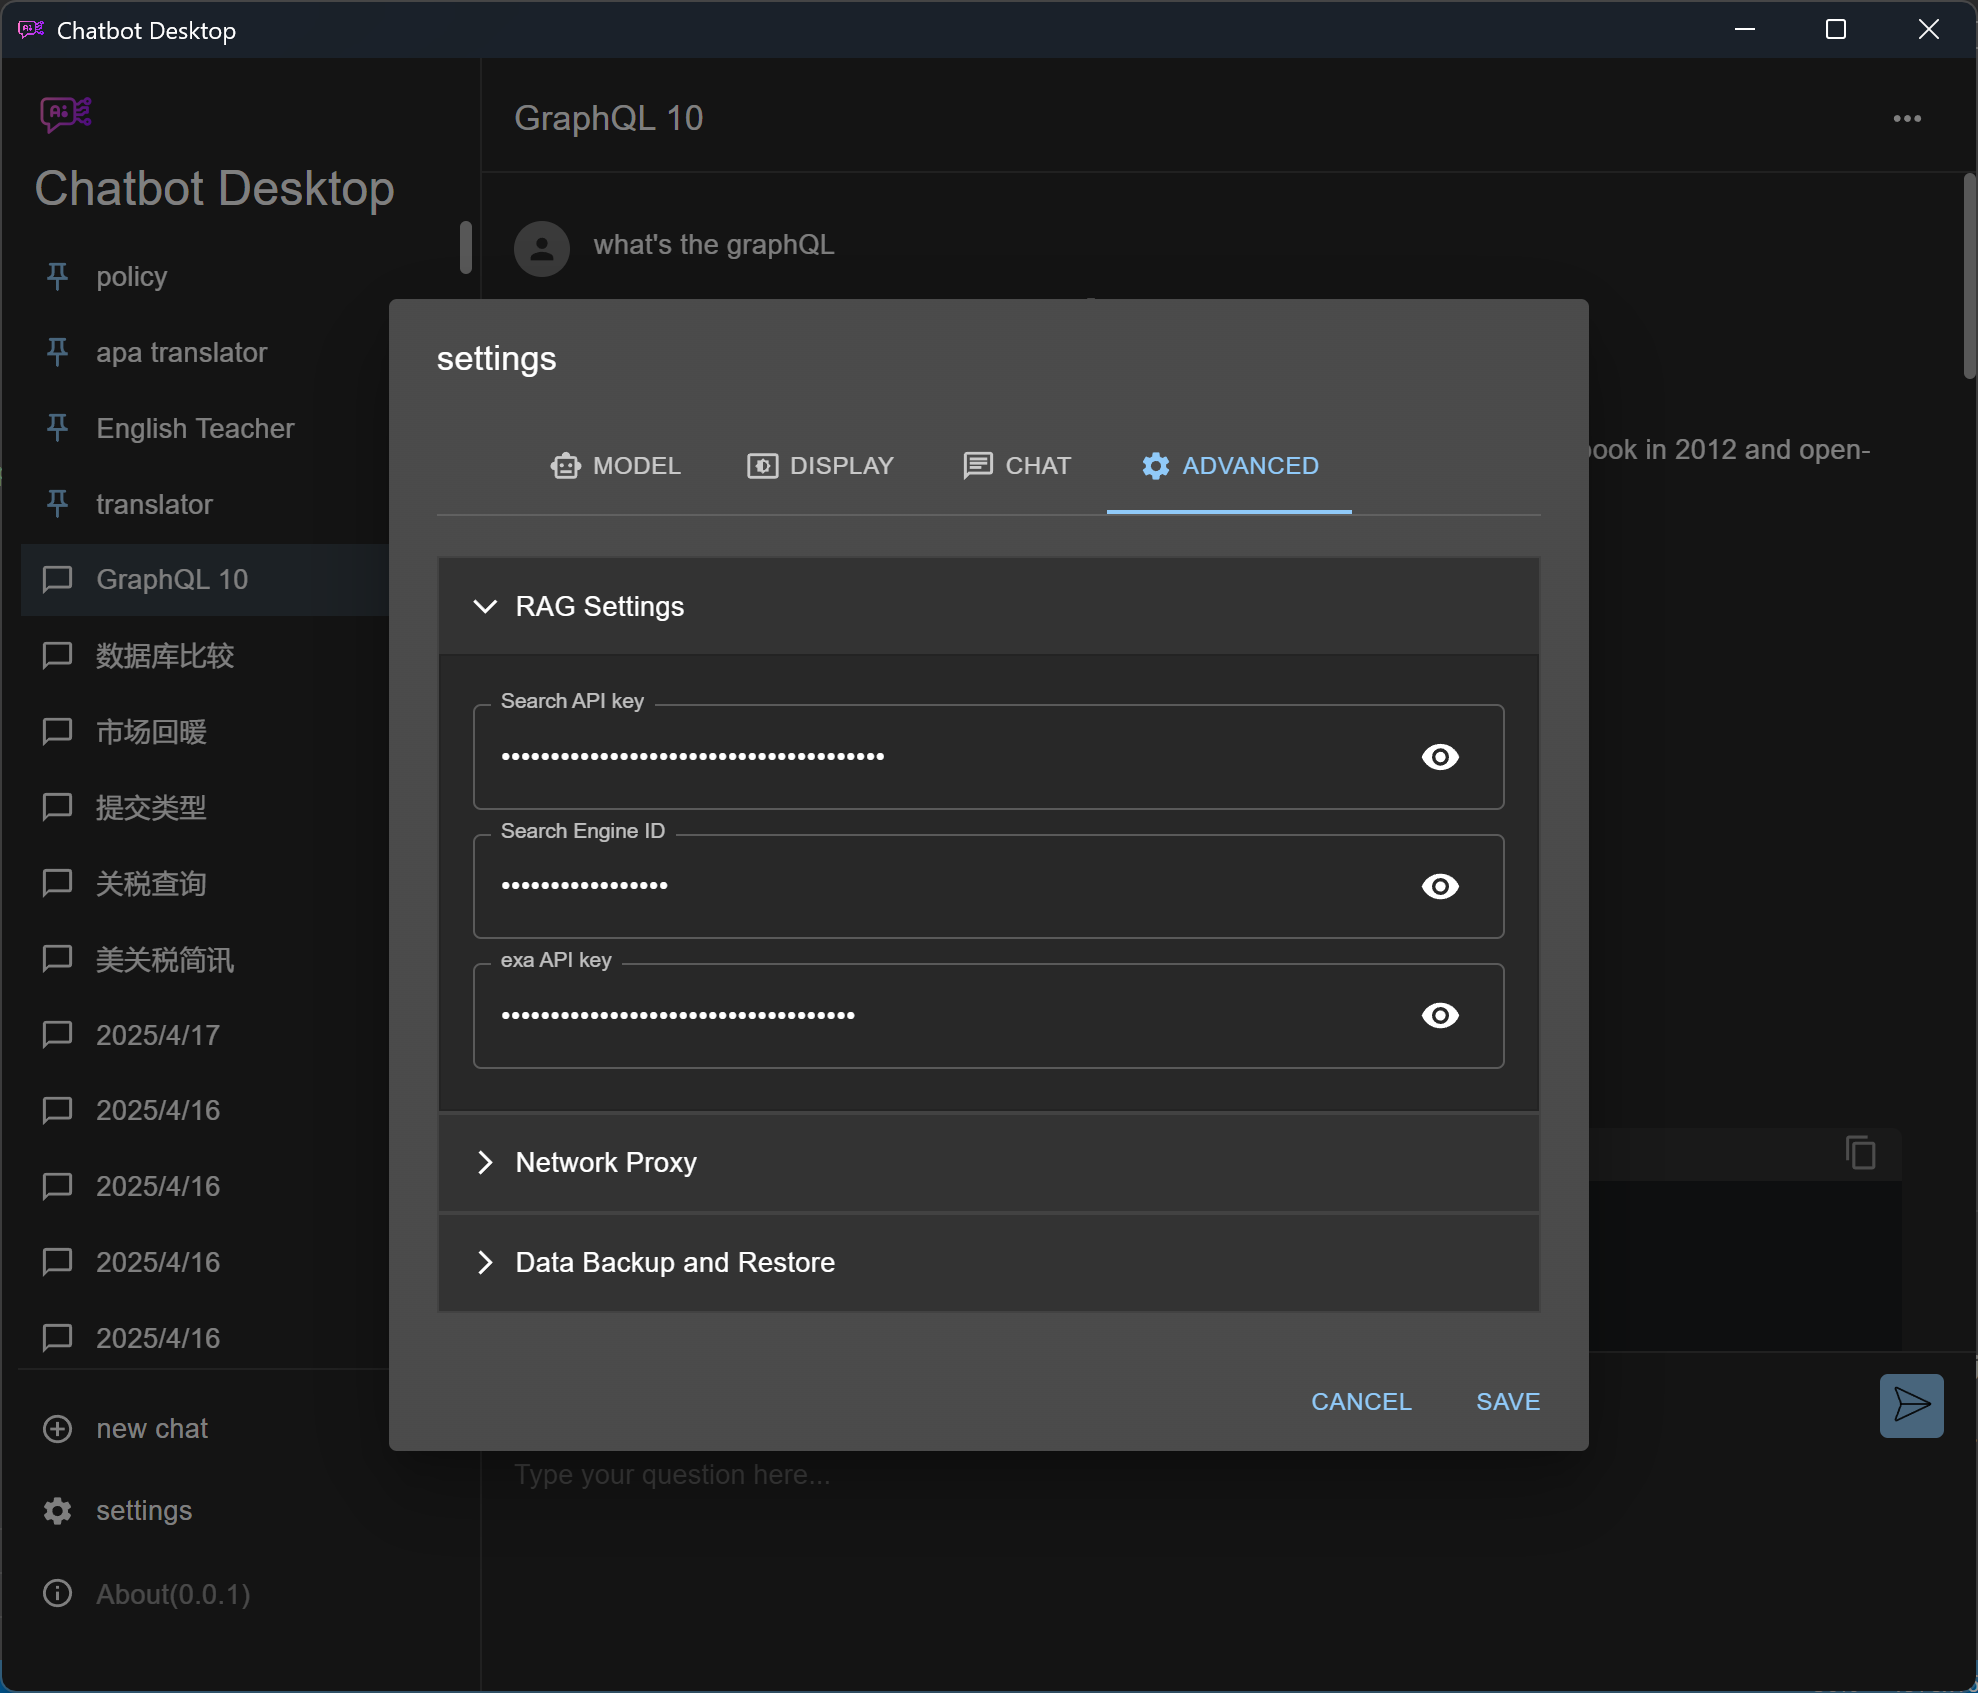 Chatbot Desktop
Chatbot Desktop
policy
apa translator
English Teacher
translator
GraphQL 10
数据库比较
市场回暖
提交类型
关税查询
美关税简讯
2025/4/17
2025/4/16
2025/4/16
2025/4/16
2025/4/16
new chat
settings
About(0.0.1)
GraphQL 10
what's the graphQL
in 2012 and open-
settings
MODEL
DISPLAY
CHAT
ADVANCED
RAG Settings
Search API key
Search Engine ID
exa API key
Network Proxy
Data Backup and Restore
CANCEL
SAVE
Type your question here...